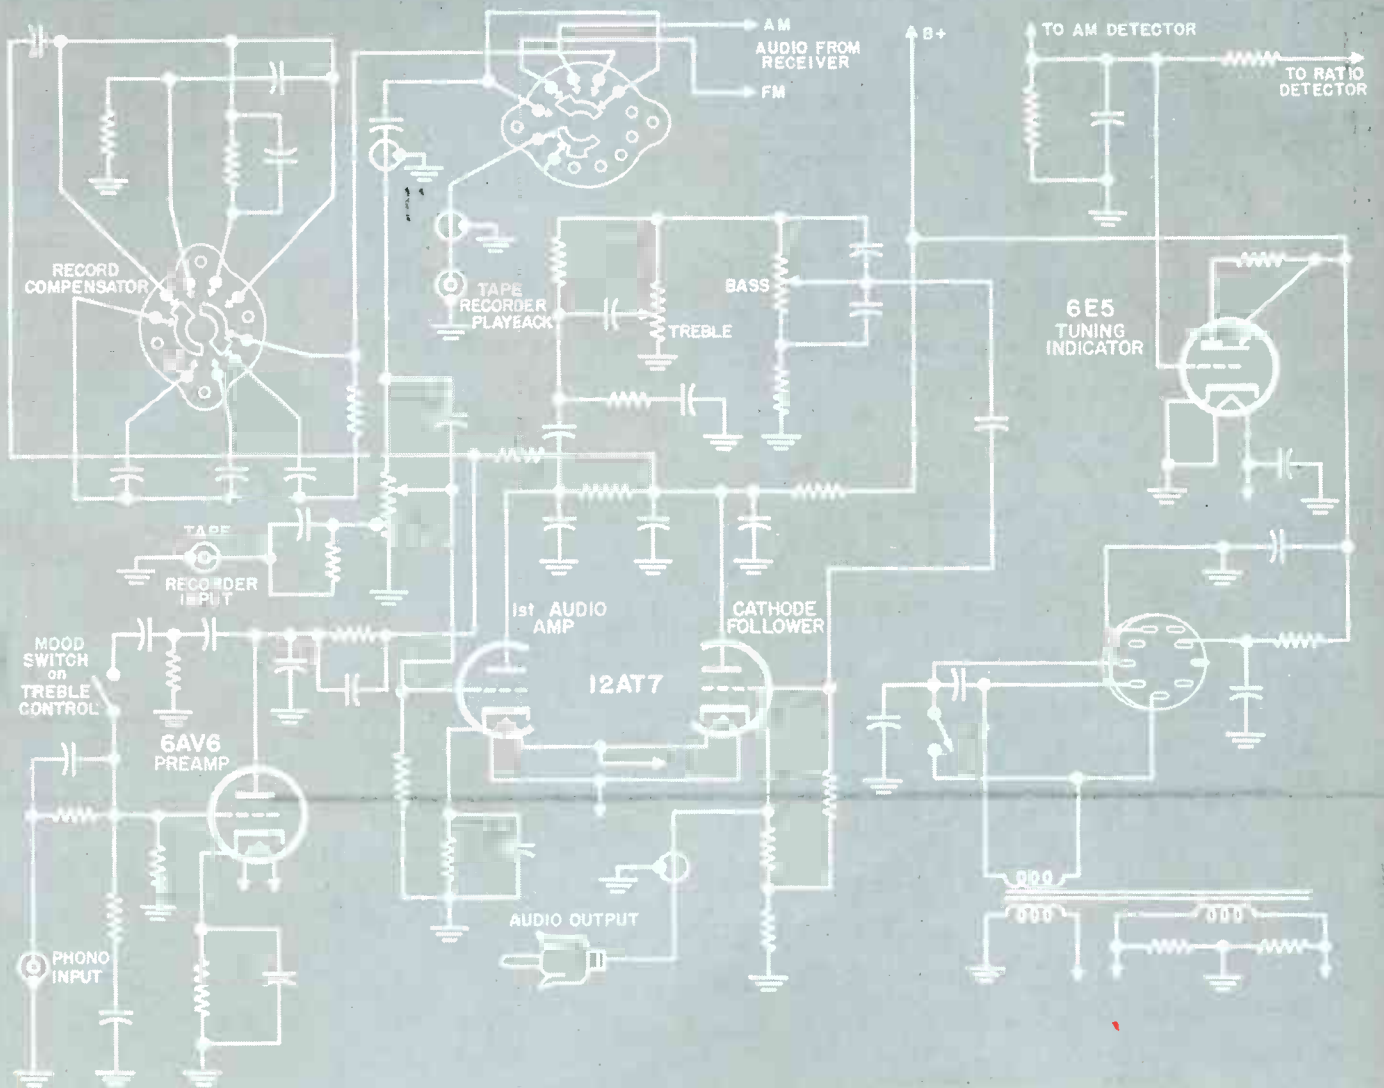 AM
AUDIO FROM
RECEIVER
FM
B+
TO AM DETECTOR
TO RATIO
DETECTOR
RECORD
COMPENSATOR
TAPE
RECORDER
PLAYBACK
TREBLE
BASS
6E5
TUNING
INDICATOR
TAPE
RECORDER
INPUT
1st AUDIO
AMP
CATHODE
FOLLOWER
12AT7
MOOD
SWITCH
on
TREBLE
CONTROL
6AV6
PREAMP
PHONO
INPUT
AUDIO OUTPUT